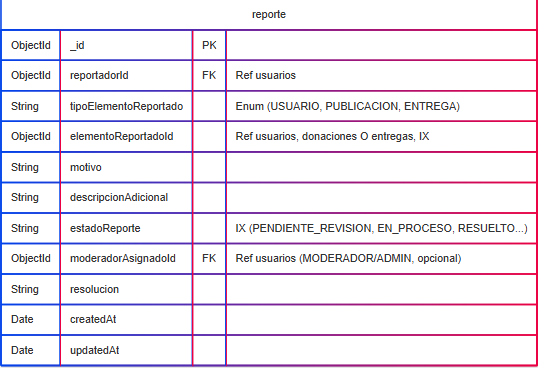 reporte
ObjectId _id PK
ObjectId reportadorId FK Ref usuarios
String tipoElementoReportado Enum (USUARIO, PUBLICACION, ENTREGA)
ObjectId elementoReportadoId Ref usuarios, donaciones O entregas, IX
String motivo
String descripcionAdicional
String estadoReporte IX (PENDIENTE_REVISION, EN_PROCESO, RESUELTO...)
ObjectId moderadorAsignadoId FK Ref usuarios (MODERADOR/ADMIN, opcional)
String resolucion
Date createdAt
Date updatedAt